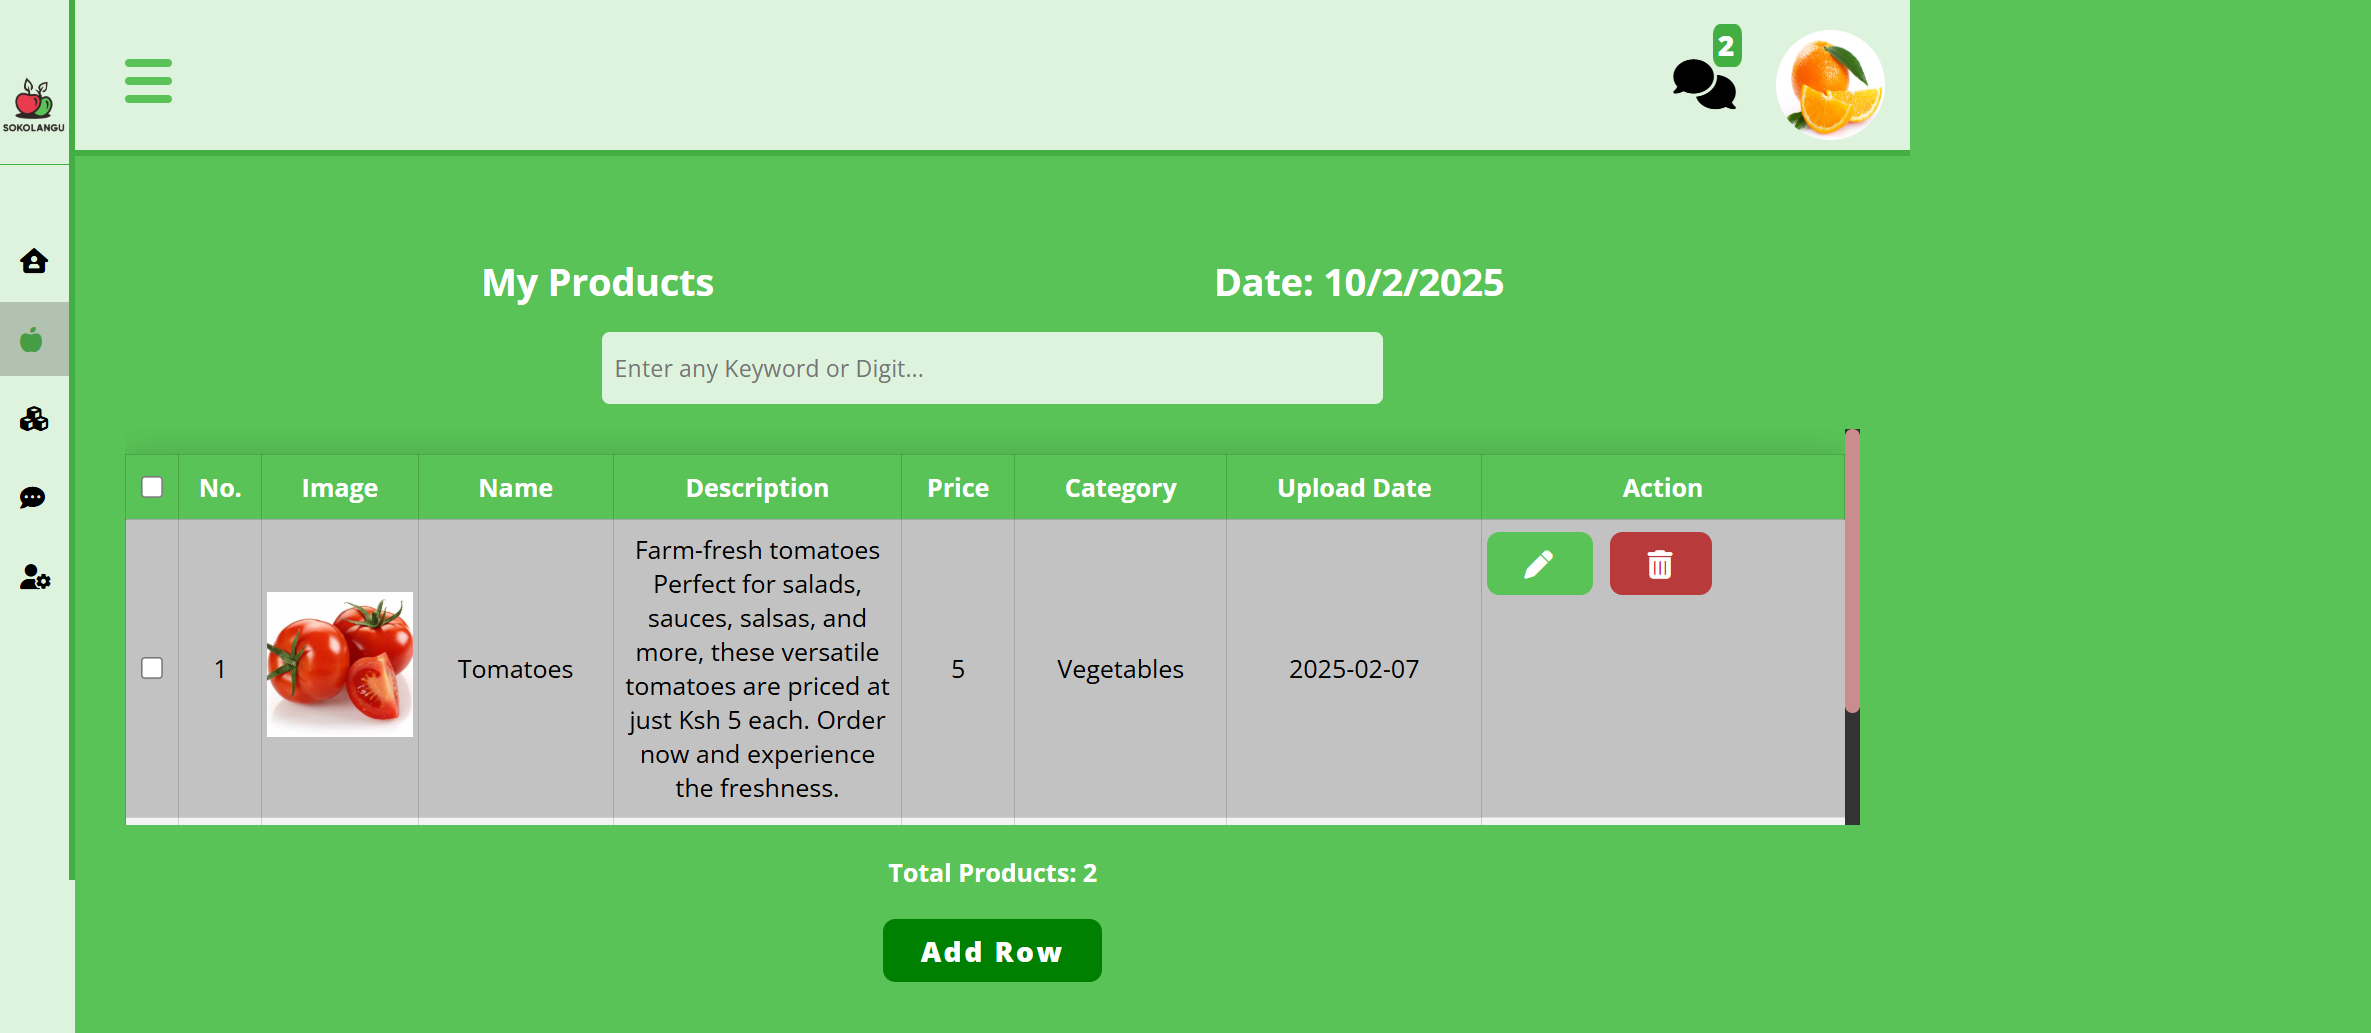 SOKOLANGU
2
My Products
Date: 10/2/2025
Enter any Keyword or Digit...
No. Image Name Description Price Category Upload Date Action
1
Tomatoes
Farm-fresh tomatoes
Perfect for salads,
sauces, salsas, and
more, these versatile
tomatoes are priced at
just Ksh 5 each. Order
now and experience
the freshness.
5
Vegetables
2025-02-07
Total Products: 2
Add Row